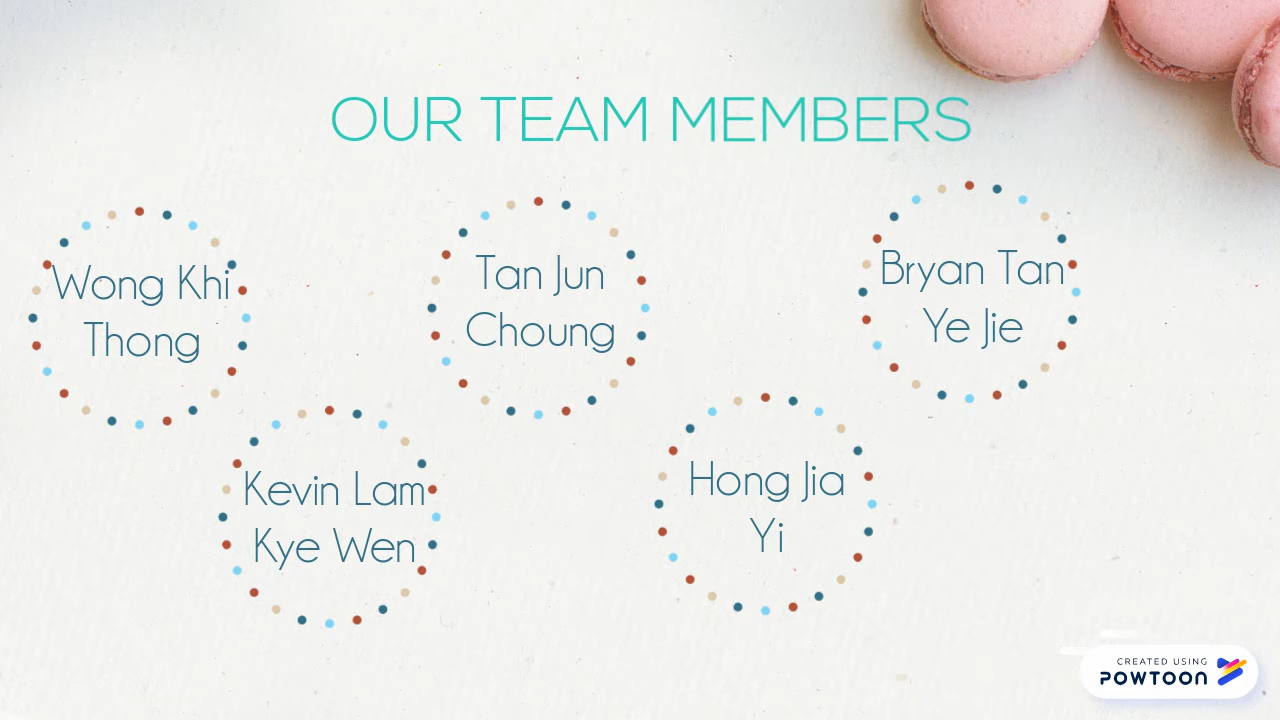 OUR TEAM MEMBERS
Wong Khi
Thong
Tan Jun
Choung
Bryan Tan
Ye Jie
Kevin Lam
Kye Wen
Hong Jia
Yi
CREATED USING
POWTOON